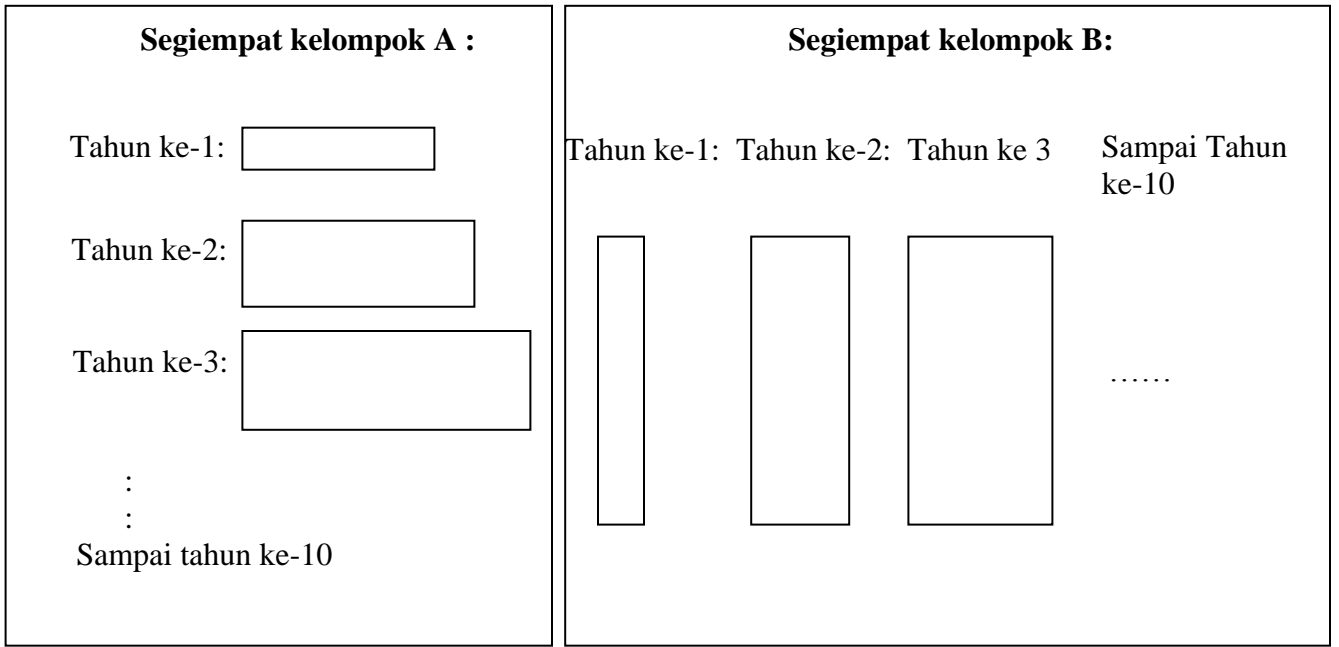 Segiempat kelompok A :
Tahun ke-1:
Tahun ke-2:
Tahun ke-3:
:
:
Sampai tahun ke-10
Segiempat kelompok B:
Tahun ke-1: Tahun ke-2: Tahun ke 3 Sampai Tahun
ke-10
......